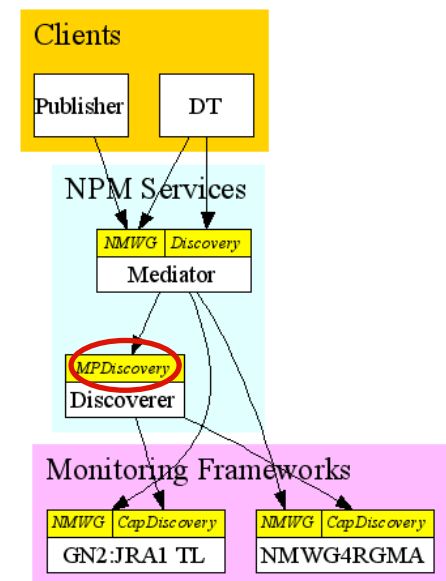 Clients
Publisher DT
NPM Services
NMWG Discovery
Mediator
MPDiscovery
Discoverer
Monitoring Frameworks
NMWG CapDiscovery NMWG CapDiscovery
GN2:JRA1 TL NMWG4RGMA